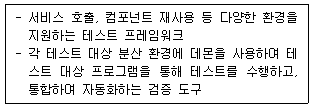 - 서비스 호출, 컴포넌트 재사용 등 다양한 환경을
지원하는 테스트 프레임워크
- 각 테스트 대상 분산 환경에 데몬을 사용하여 테
스트 대상 프로그램을 통해 테스트를 수행하고,
통합하며 자동화하는 검증 도구